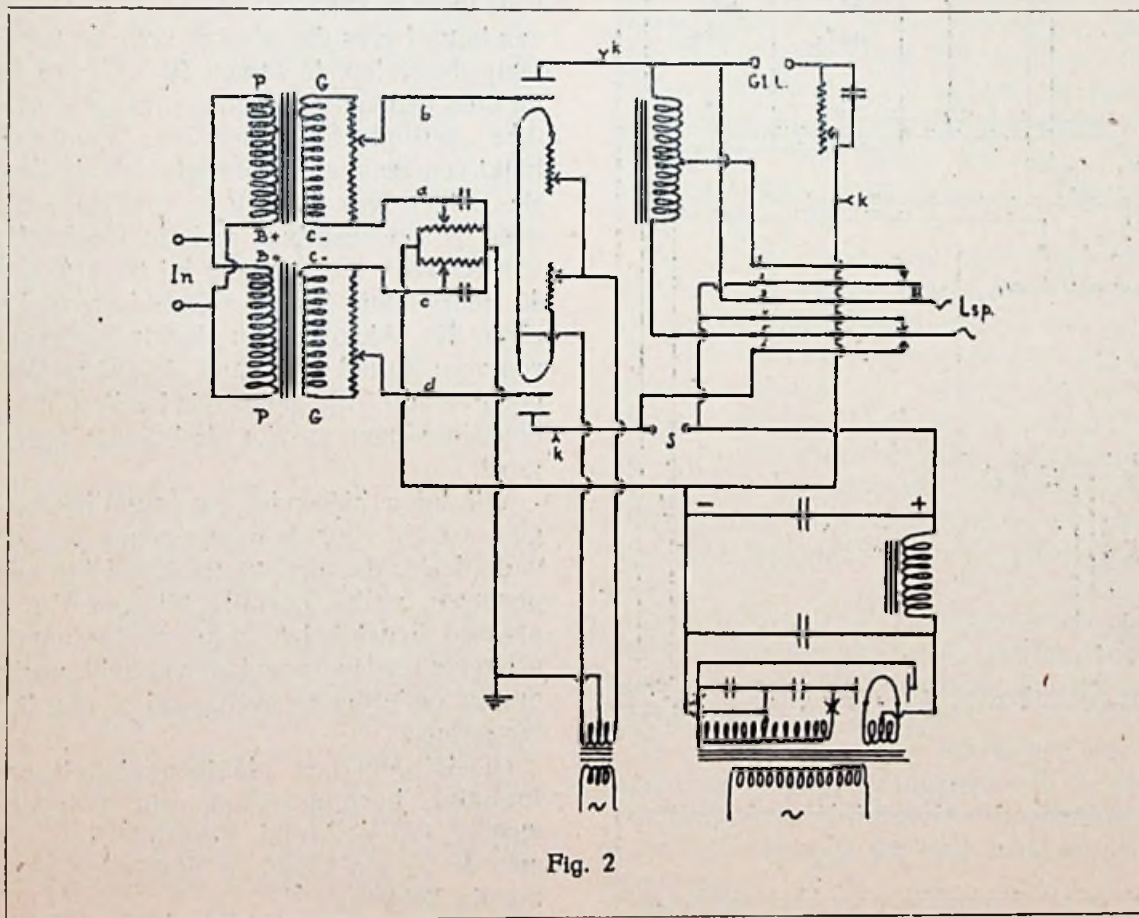 P G
k
Gl L.
b
a
k
B+ C-
B+ C-
In
c
Lsp.
d
P G
k
S
- +
~ ~
Fig. 2